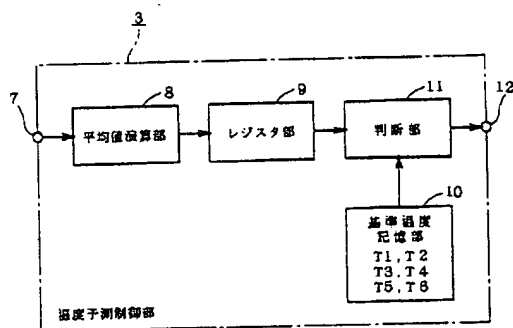 3
7
8
平均値演算部
9
レジスタ部
11
判断部
12
10
基準温度
記憶部
T1,T2
T3,T4
T5,T6
温度予測制御部